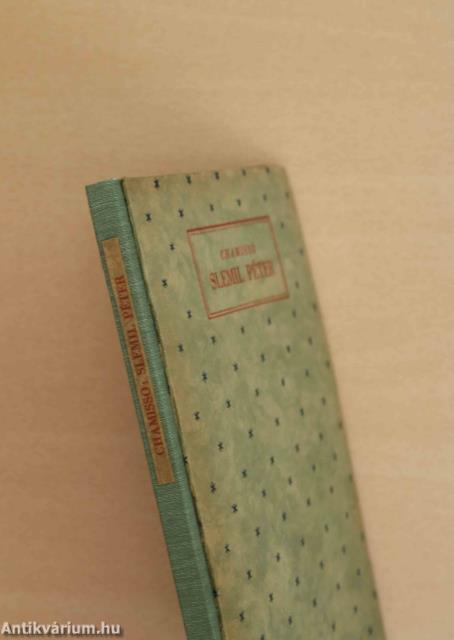 CHAMISSO
SLEMIL PÉTER
CHAMISSO: SLEMIL PÉTER
Antikvárium.hu